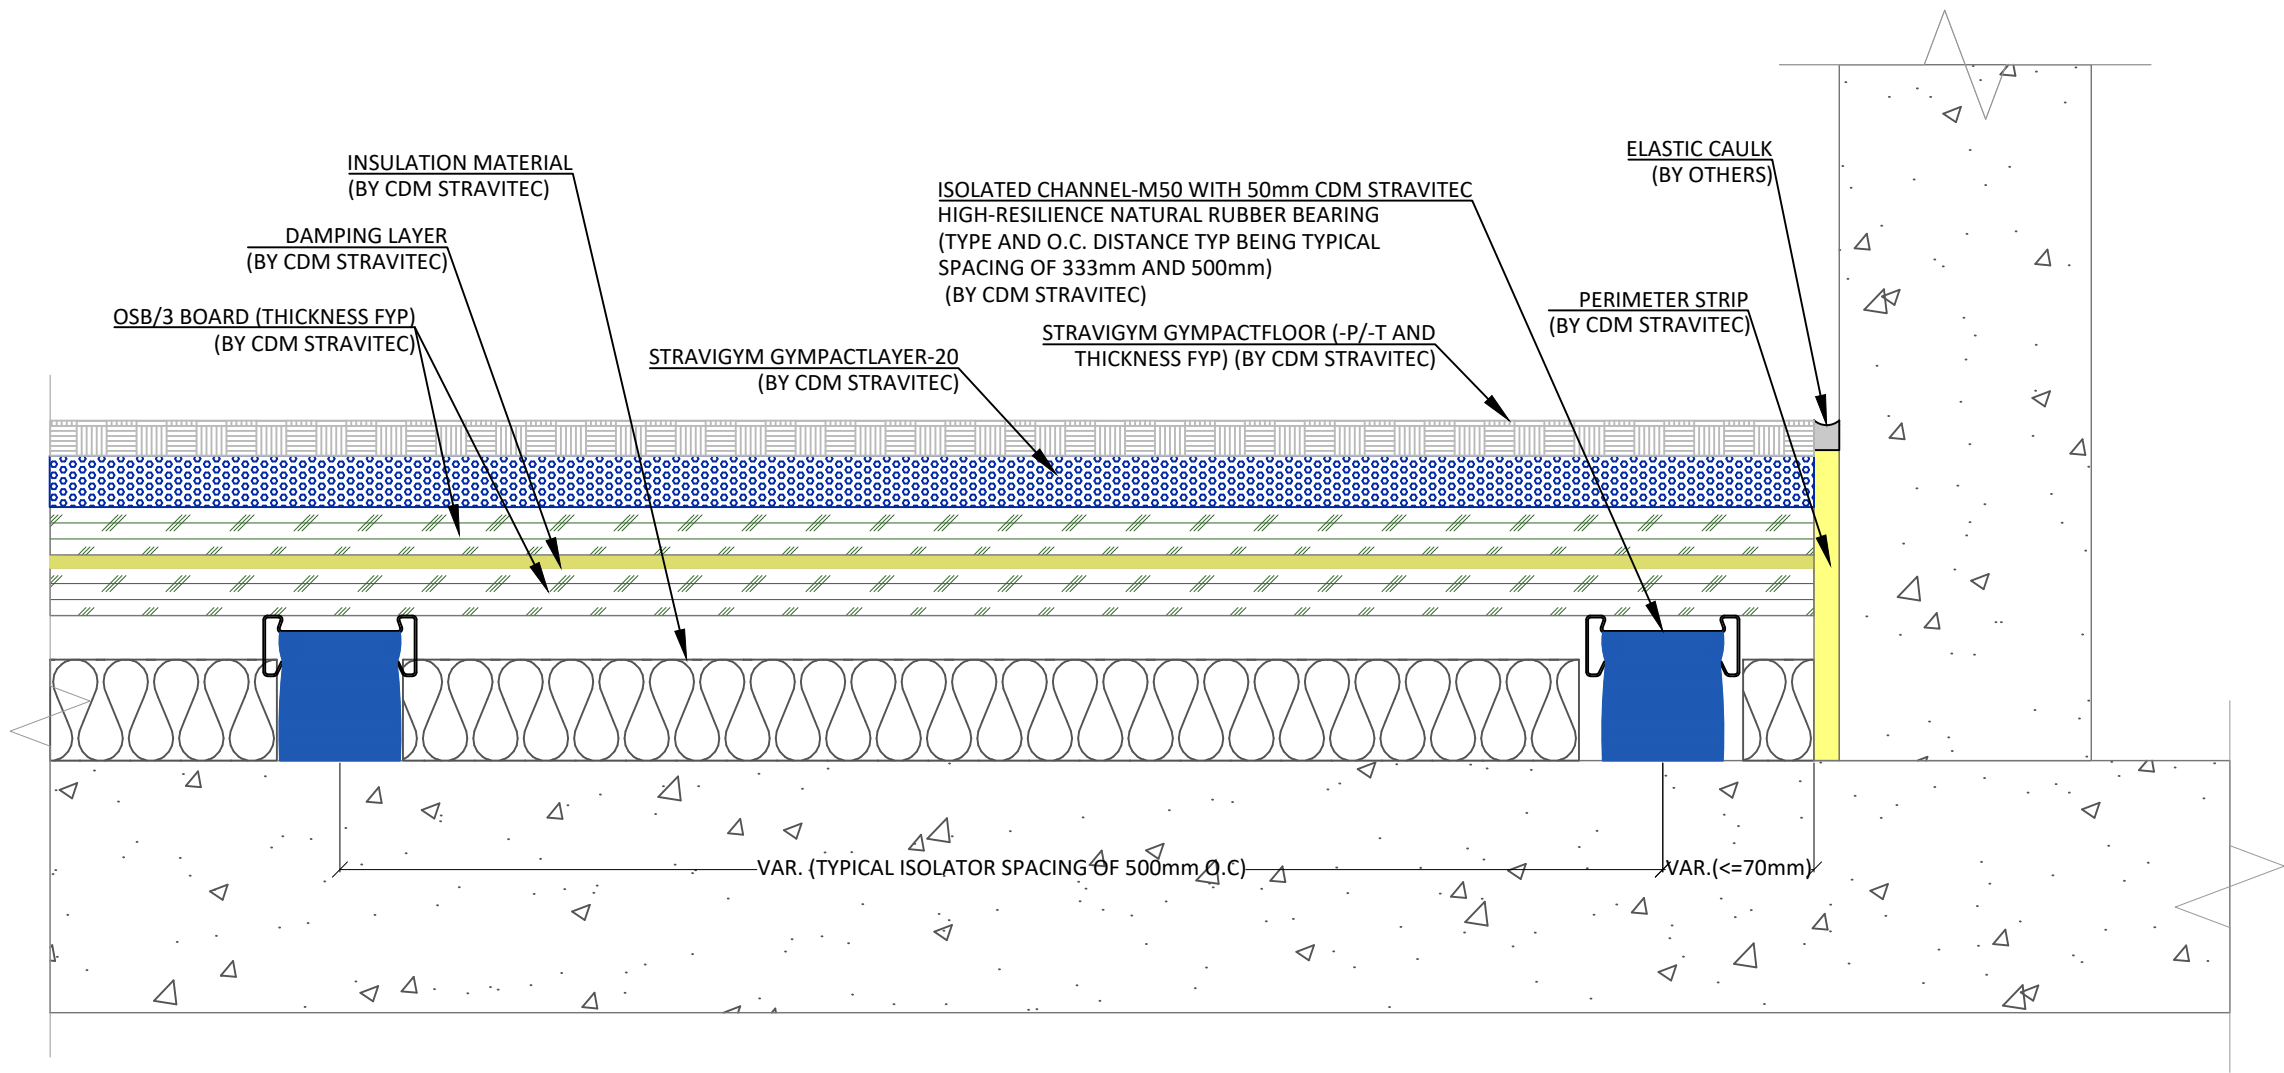 INSULATION MATERIAL
(BY CDM STRAVITEC)
DAMPING LAYER
(BY CDM STRAVITEC)
OSB/3 BOARD (THICKNESS FYP)
(BY CDM STRAVITEC)
STRAVIGYM GYMPACTLAYER-20
(BY CDM STRAVITEC)
ISOLATED CHANNEL-M50 WITH 50mm CDM STRAVITEC
HIGH-RESILIENCE NATURAL RUBBER BEARING
(TYPE AND O.C. DISTANCE TYP BEING TYPICAL
SPACING OF 333mm AND 500mm)
(BY CDM STRAVITEC)
STRAVIGYM GYMPACTFLOOR (-P/-T AND
THICKNESS FYP) (BY CDM STRAVITEC)
ELASTIC CAULK
(BY OTHERS)
PERIMETER STRIP
(BY CDM STRAVITEC)
VAR. (TYPICAL ISOLATOR SPACING OF 500mm O.C)
VAR.(<=70mm)